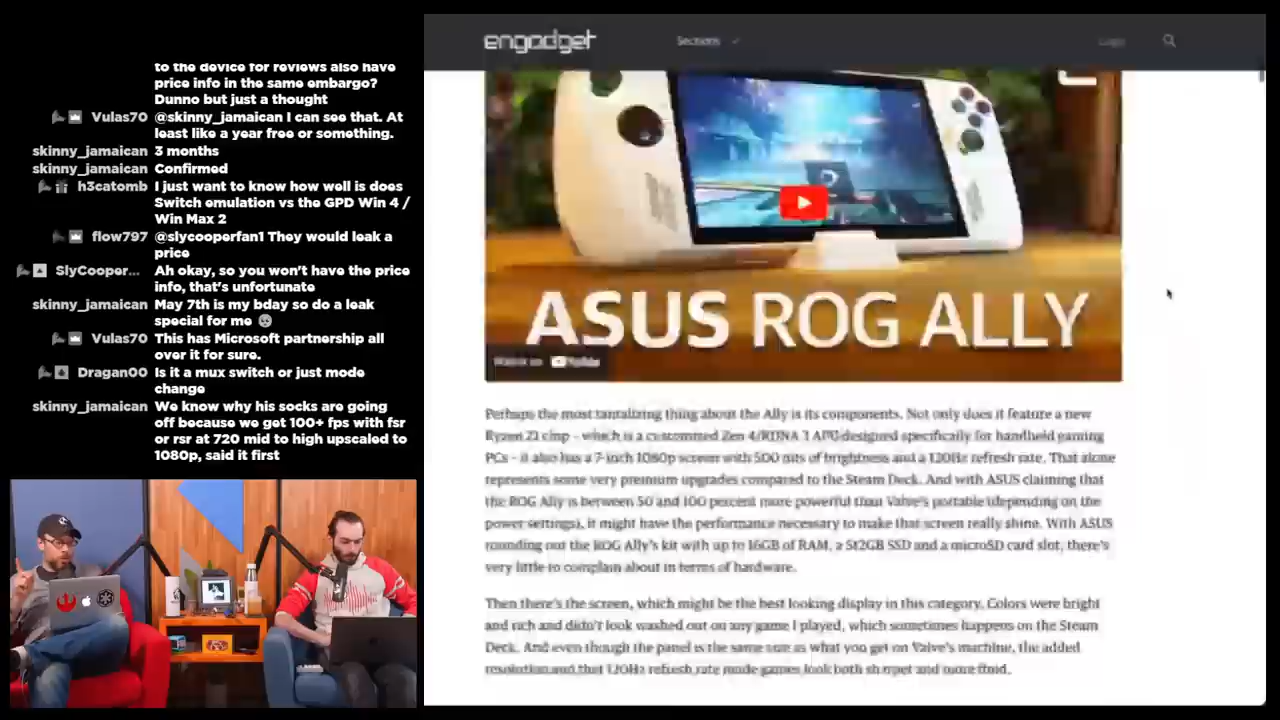 to the device for reviews also have
price info in the same embargo?
Dunno but just a thought
Vulas70 @skinny_jamaican I can see that. At
least like a year free or something.
skinny_jamaican 3 months
skinny_jamaican Confirmed
h3catomb I just want to know how well is does
Switch emulation vs the GPD Win 4 /
Win Max 2
flow797 @slycooperfan1 They would leak a
price
SlyCooper... Ah okay, so you won't have the price
info, that's unfortunate
skinny_jamaican May 7th is my bday so do a leak
special for me
Vulas70 This has Microsoft partnership all
over it for sure.
Dragan00 Is it a mux switch or just mode
change
skinny_jamaican We know why his socks are going
off because we get 100+ fps with fsr
or rsr at 720 mid to high upscaled to
1080p, said it first
engadget
Sections
Login
ASUS ROG ALLY
Watch on YouTube
Perhaps the most tantalizing thing about the Ally is its components. Not only does it feature a new
Ryzen Z1 chip - which is a customized Zen 4/RDNA 3 APU designed specifically for handheld gaming
PCs - it also has a 7-inch 1080p screen with 500 nits of brightness and a 120Hz refresh rate. That alone
represents some very premium upgrades compared to the Steam Deck. And with ASUS claiming that
the ROG Ally is between 50 and 100 percent more powerful than Valve's portable (depending on the
power settings), it might have the performance necessary to make that screen really shine. With ASUS
rounding out the ROG Ally's kit with up to 16GB of RAM, a 512GB SSD and a microSD card slot, there's
very little to complain about in terms of hardware.
Then there's the screen, which might be the best looking display in this category. Colors were bright
and rich and didn't look washed out on any game I played, which sometimes happens on the Steam
Deck. And even though the panel is the same size as what you get on Valve's machine, the added
resolution and that 120Hz refresh rate mode games look both sharper and more fluid.